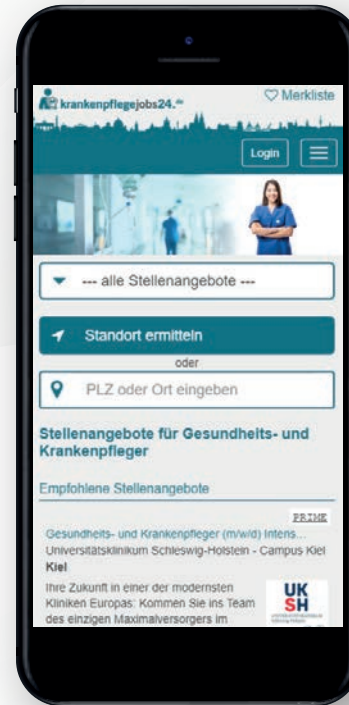 krankenpflegejobs24.de
Merkliste
Login
--- alle Stellenangebote ---
Standort ermitteln
oder
PLZ oder Ort eingeben
Stellenangebote für Gesundheits- und
Krankenpfleger
Empfohlene Stellenangebote
PRIME
Gesundheits- und Krankenpfleger (m/w/d) Intens...
Universitätsklinikum Schleswig-Holstein - Campus Kiel
Kiel
Ihre Zukunft in einer der modernsten
Kliniken Europas: Kommen Sie ins Team
des einzigen Maximalversorgers im
UK
SH